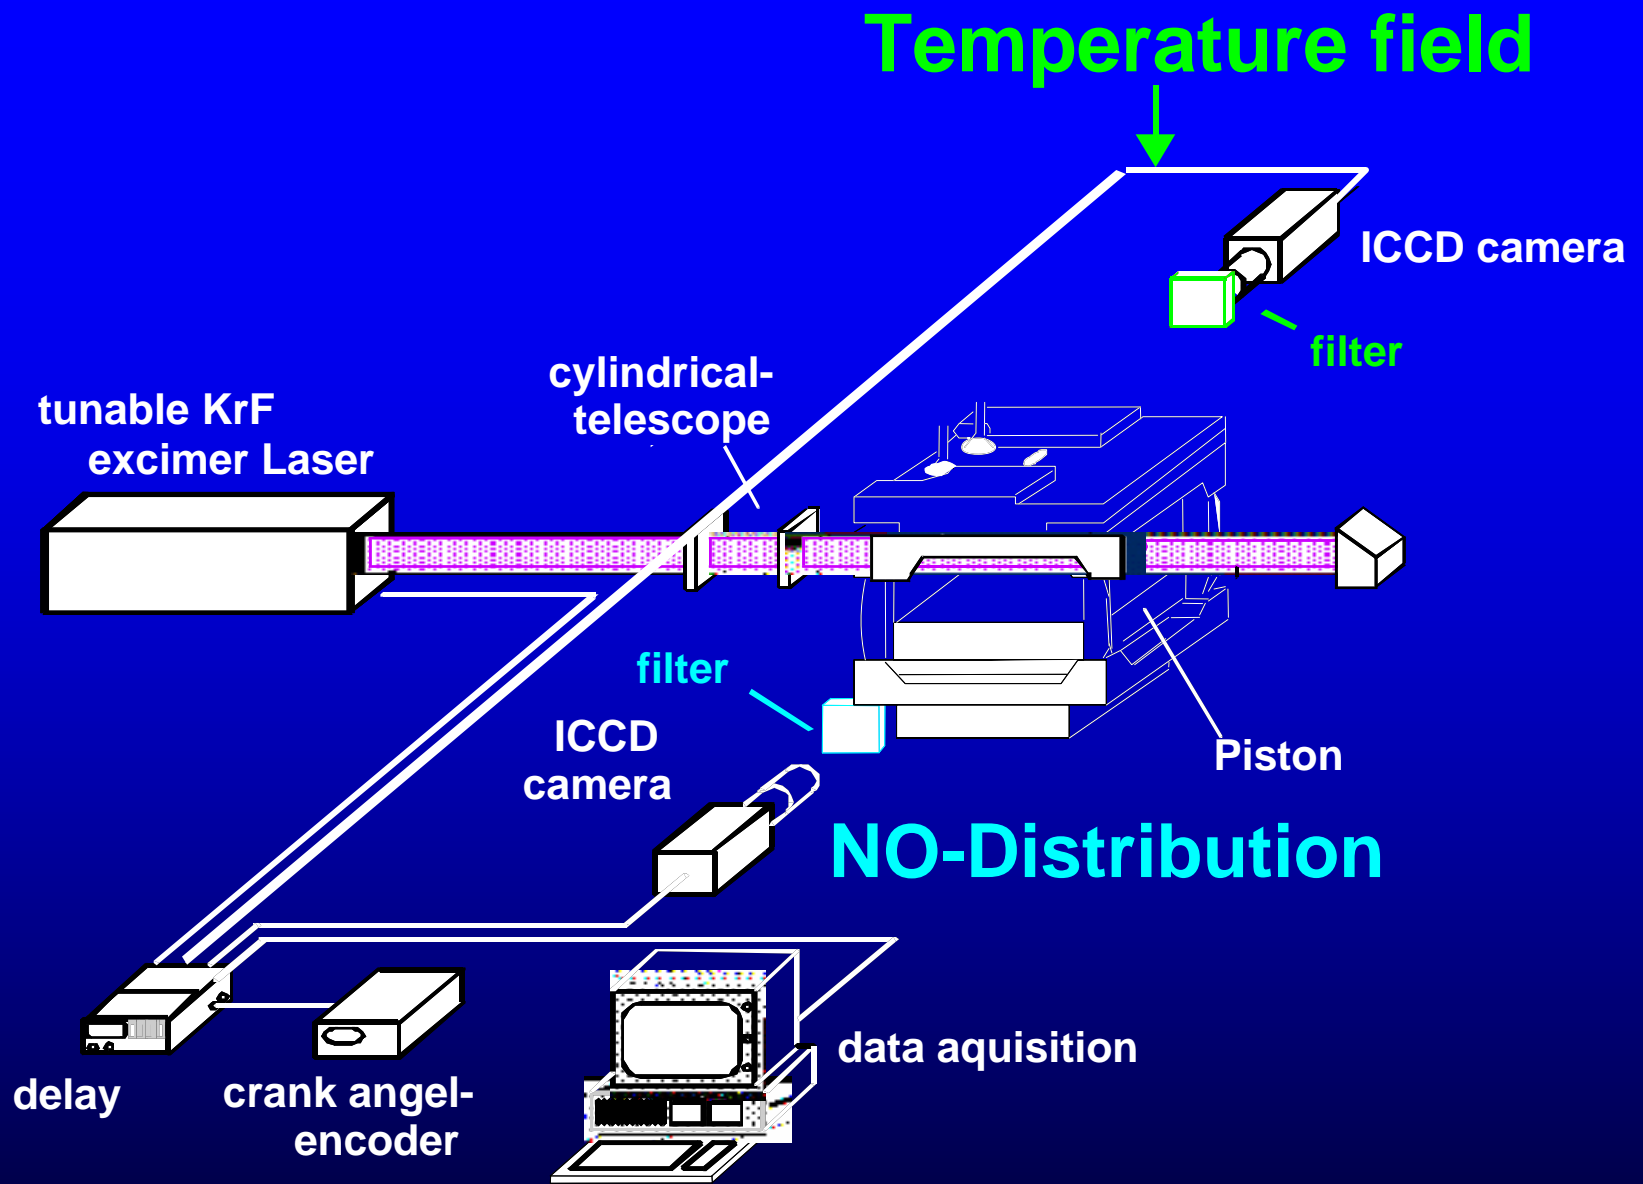 Temperature field
ICCD camera
filter
cylindrical-
telescope
tunable KrF
excimer Laser
filter
ICCD
camera
Piston
NO-Distribution
data aquisition
delay
crank angel-
encoder